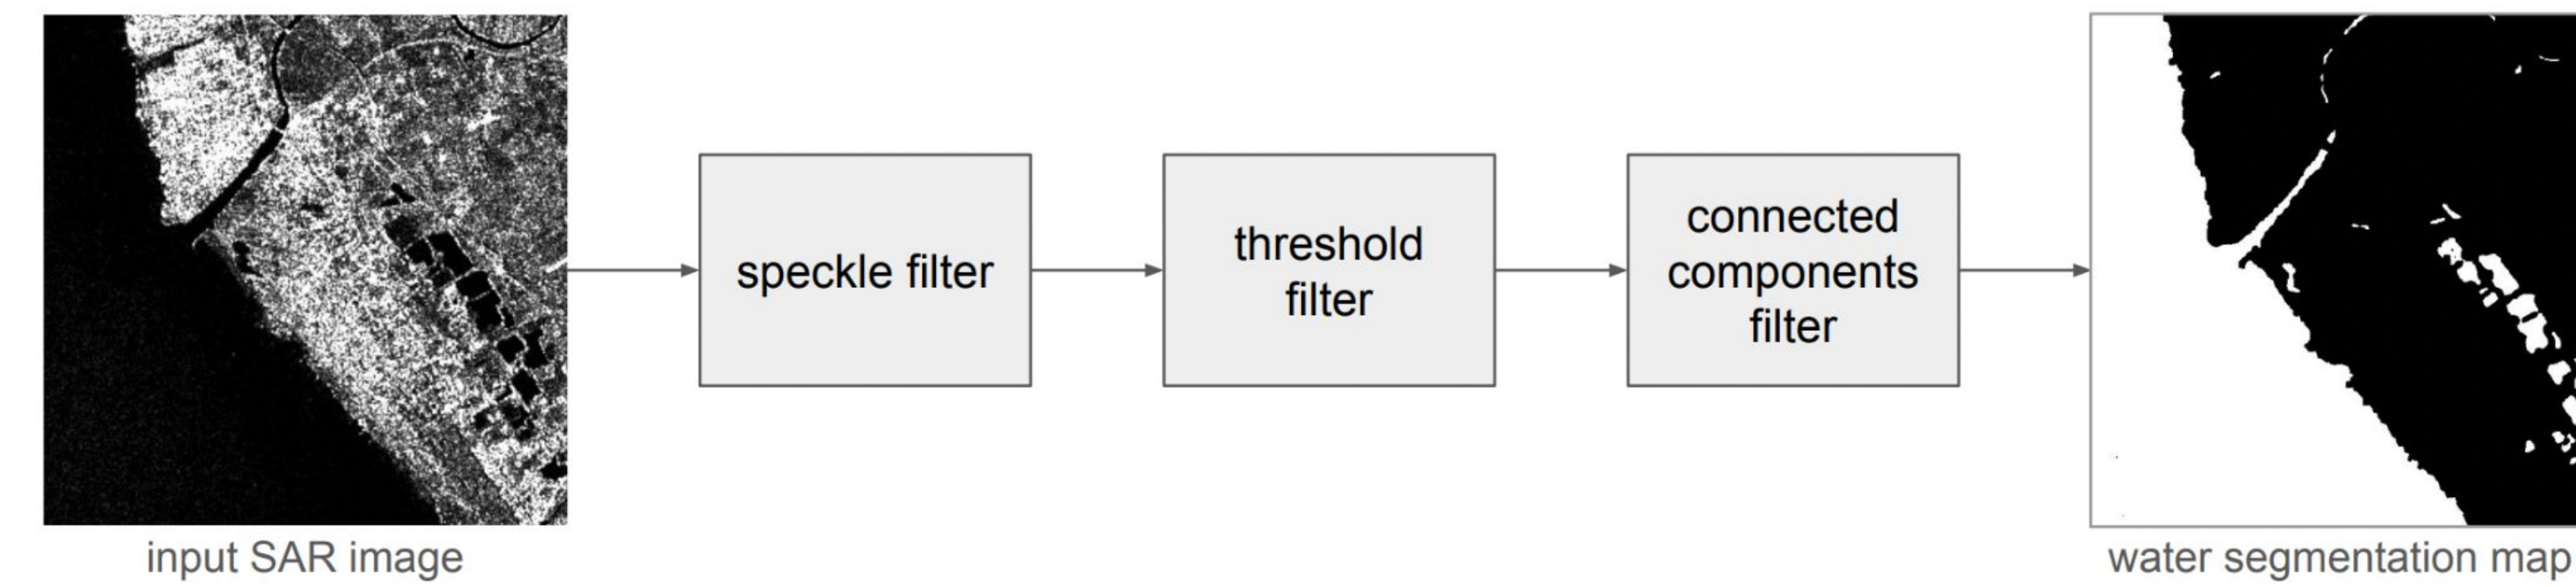 speckle filter
threshold
filter
connected
components
filter
input SAR image
water segmentation map